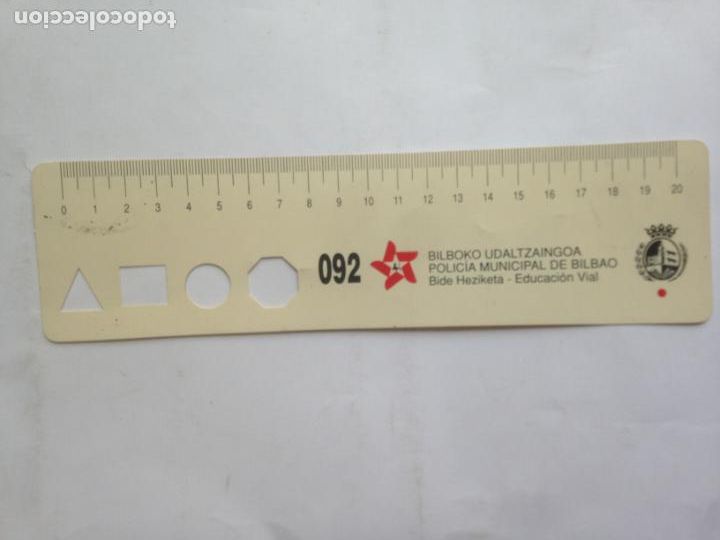 todocoleccion
0 1 2 3 4 5 6 7 8 9 10 11 12 13 14 15 16 17 18 19 20
092
BILBOKO UDALTZAINGOA
POLICIA MUNICIPAL DE BILBAO
Bide Heziketa - Educación Vial